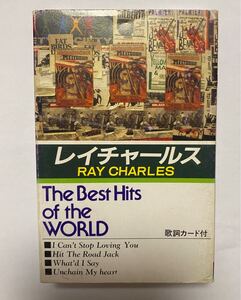 レイチャールス
RAY CHARLES
The Best Hits
of the
WORLD
歌詞カード付
■ I Can't Stop Loving You
■ Hit The Road Jack
■ What'd I Say
■ Unchain My heart